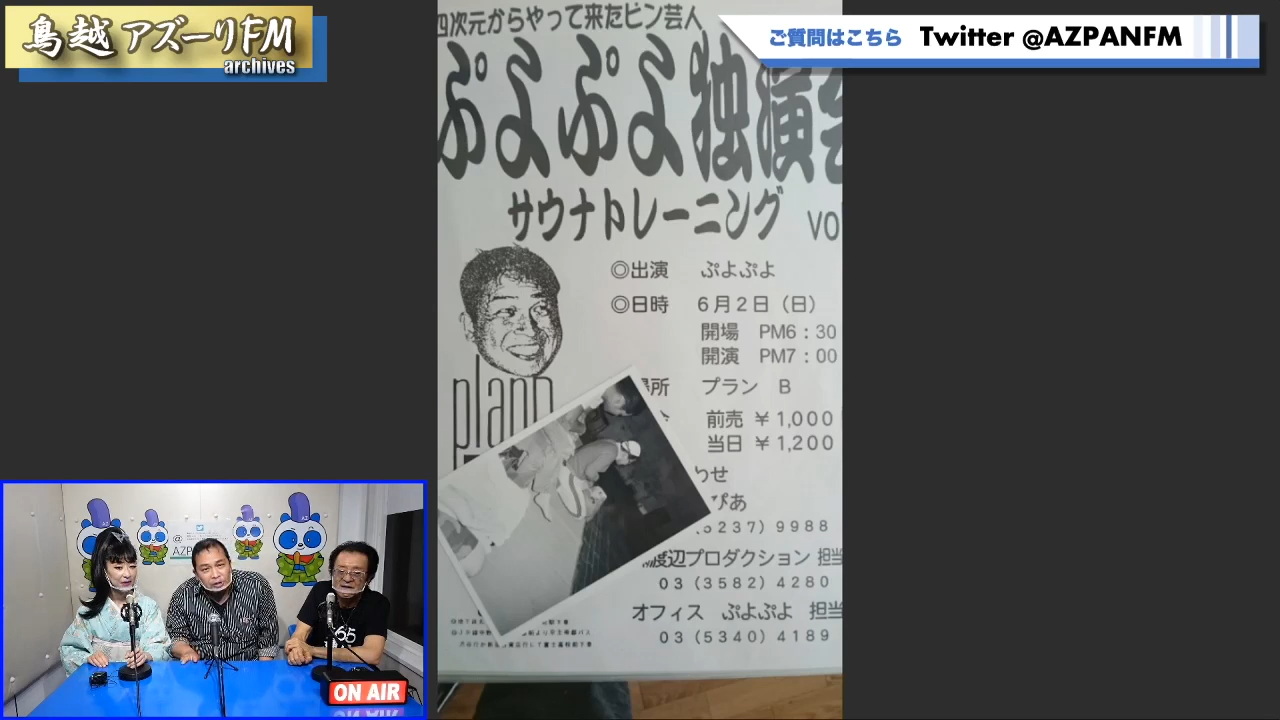 鳥越アズーリFM
archives
ご質問はこちら Twitter @AZPANFM
四次元からやって来たピン芸人
ぷよぷよ独演会
サウナトレーニング VO
◎出演 ぷよぷよ
◎日時 6月2日（日）
開場 PM6：30
開演 PM7：00
所 プラン B
前売 ￥1,000
当日 ￥1,200
plan
わせ
ぴあ
5237）9988
渡辺プロダクション 担当
03（3582）4280
オフィス ぷよぷよ 担当
03（5340）4189
@
AZP
65
ON AIR